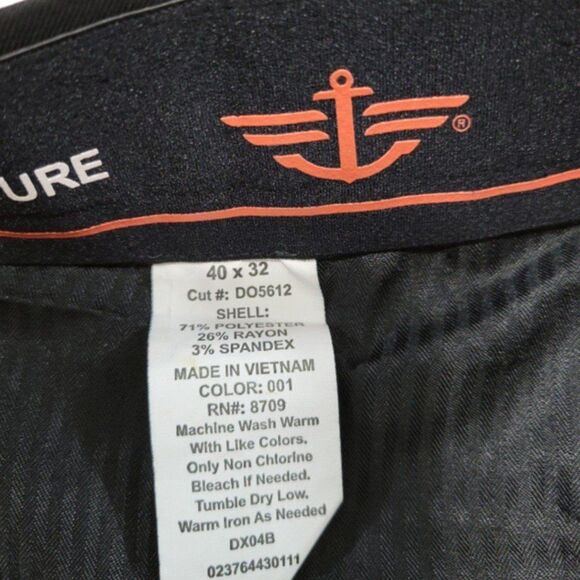 URE
®
40 x 32
Cut #: DO5612
SHELL:
71% POLYESTER
26% RAYON
3% SPANDEX
MADE IN VIETNAM
COLOR: 001
RN#: 8709
Machine Wash Warm
With Like Colors.
Only Non Chlorine
Bleach If Needed.
Tumble Dry Low.
Warm Iron As Needed
DX04B
023764430111